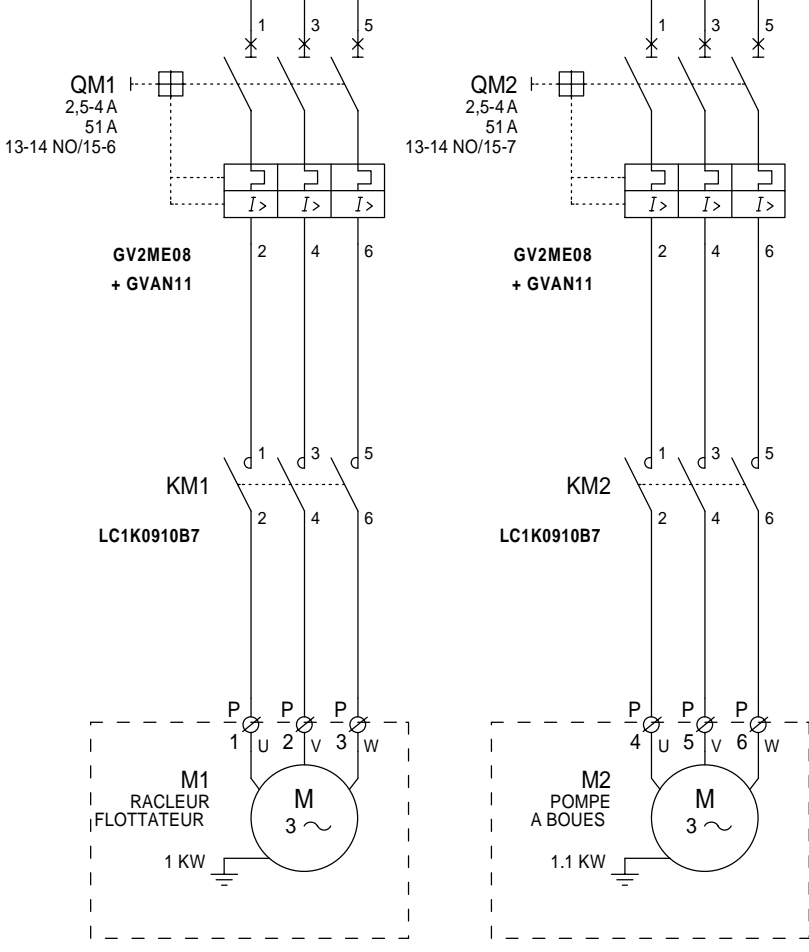 1 3 5
QM1
2,5-4 A
51 A
13-14 NO/15-6
I> I> I>
2 4 6
GV2ME08
+ GVAN11
1 3 5
KM1
2 4 6
LC1K0910B7
P P P
1 U 2 V 3 W
M1
RACLEUR
FLOTTATEUR
M
3
1 KW
1 3 5
QM2
2,5-4 A
51 A
13-14 NO/15-7
I> I> I>
2 4 6
GV2ME08
+ GVAN11
1 3 5
KM2
2 4 6
LC1K0910B7
P P P
4 U 5 V 6 W
M2
POMPE
A BOUES
M
3
1.1 KW